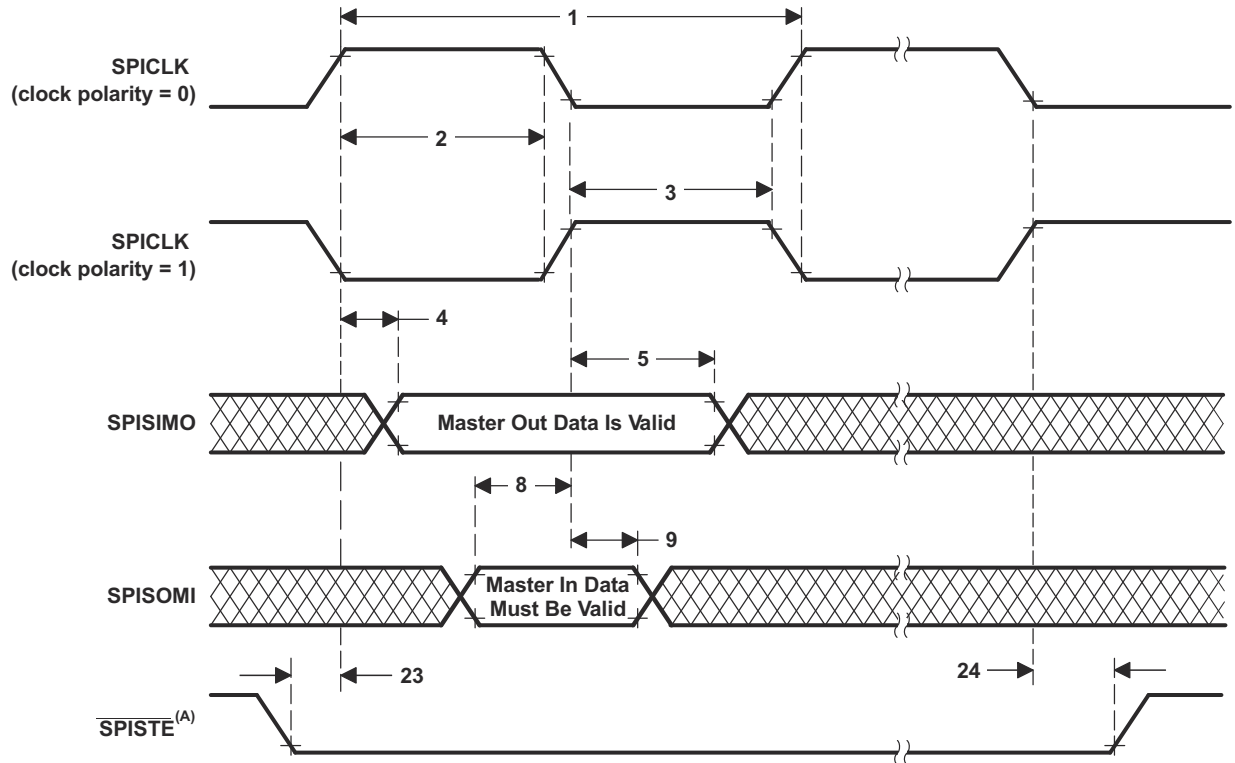 1
SPICLK
(clock polarity = 0)
2
3
SPICLK
(clock polarity = 1)
4
5
SPISIMO
Master Out Data Is Valid
8
9
SPISOMI
Master In Data
Must Be Valid
23
24
SPISTE(A)